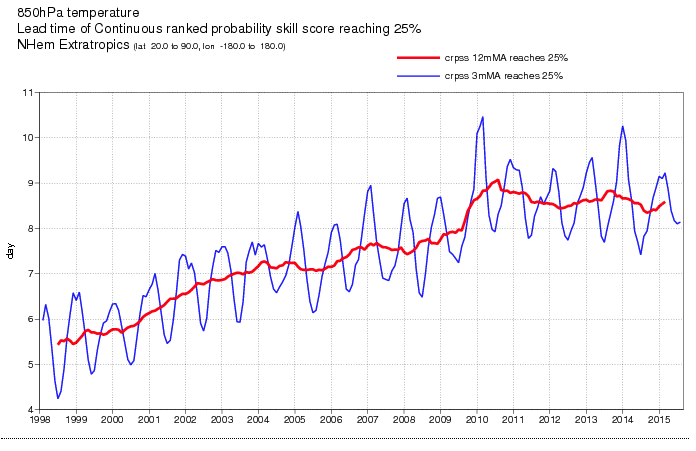 850hPa temperature
Lead time of Continuous ranked probability skill score reaching 25%
NHem Extratropics (lat 20.0 to 90.0, lon -180.0 to 180.0)
crpss 12mMA reaches 25%
crpss 3mMA reaches 25%
11
10
9
8
7
6
5
4
day
1998 1999 2000 2001 2002 2003 2004 2005 2006 2007 2008 2009 2010 2011 2012 2013 2014 2015